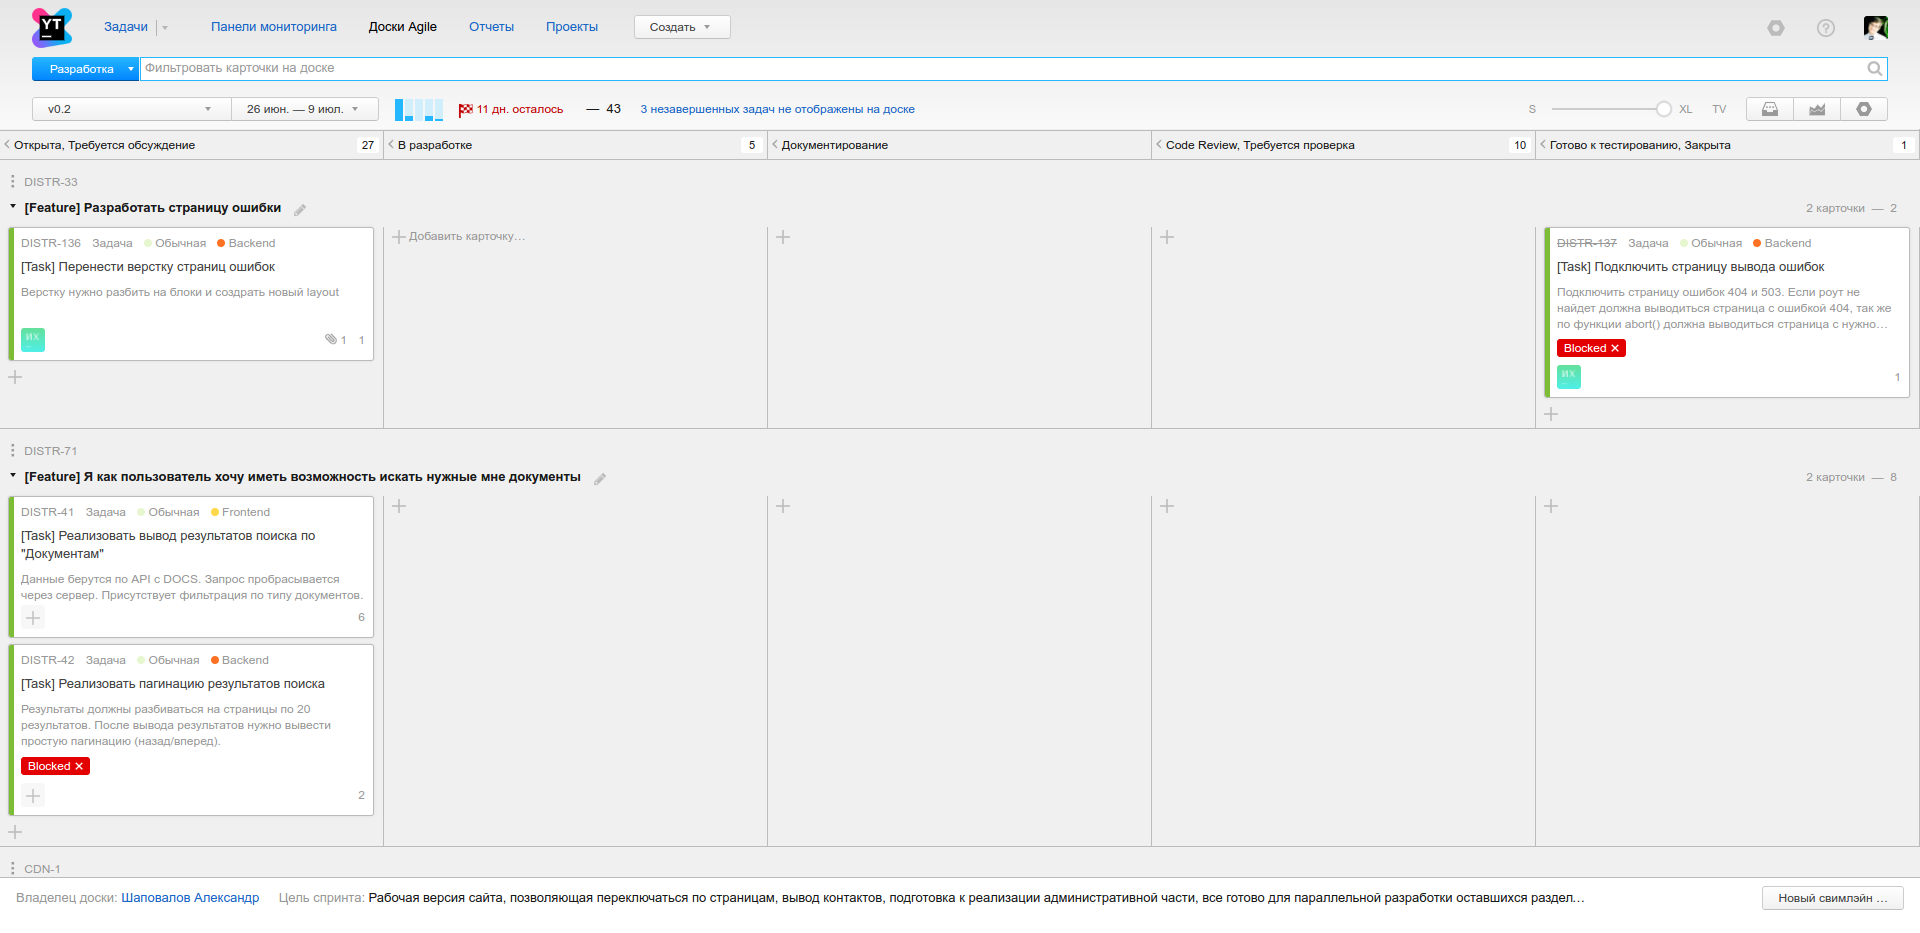 YT
Задачи
Панели мониторинга
Доски Agile
Отчеты
Проекты
Создать
Разработка
Фильтровать карточки на доске
v0.2
26 июн. — 9 июл.
11 дн. осталось
— 43
3 незавершенных задач не отображены на доске
S
XL
TV
Открыта, Требуется обсуждение 27
В разработке 5
Документирование
Code Review, Требуется проверка 10
Готово к тестированию, Закрыта 1
DISTR-33
[Feature] Разработать страницу ошибки
2 карточки — 2
DISTR-136 Задача Обычная Backend
[Task] Перенести верстку страниц ошибок
Верстку нужно разбить на блоки и создрать новый layout
ИХ
1 1
Добавить карточку…
DISTR-137 Задача Обычная Backend
[Task] Подключить страницу вывода ошибок
Подключить страницу ошибок 404 и 503. Если роут не
найдет должна выводиться страница с ошибкой 404, так же
по функции abort() должна выводиться страница с нужно…
Blocked
ИХ
1
DISTR-71
[Feature] Я как пользователь хочу иметь возможность искать нужные мне документы
2 карточки — 8
DISTR-41 Задача Обычная Frontend
[Task] Реализовать вывод результатов поиска по
"Документам"
Данные берутся по API с DOCS. Запрос пробрасывается
через сервер. Присутствует фильтрация по типу документов.
6
DISTR-42 Задача Обычная Backend
[Task] Реализовать пагинацию результатов поиска
Результаты должны разбиваться на страницы по 20
результатов. После вывода результатов нужно вывести
простую пагинацию (назад/вперед).
Blocked
2
CDN-1
Владелец доски: Шаповалов Александр
Цель спринта: Рабочая версия сайта, позволяющая переключаться по страницам, вывод контактов, подготовка к реализации административной части, все готово для параллельной разработки оставшихся раздел…
Новый свимлэйн …